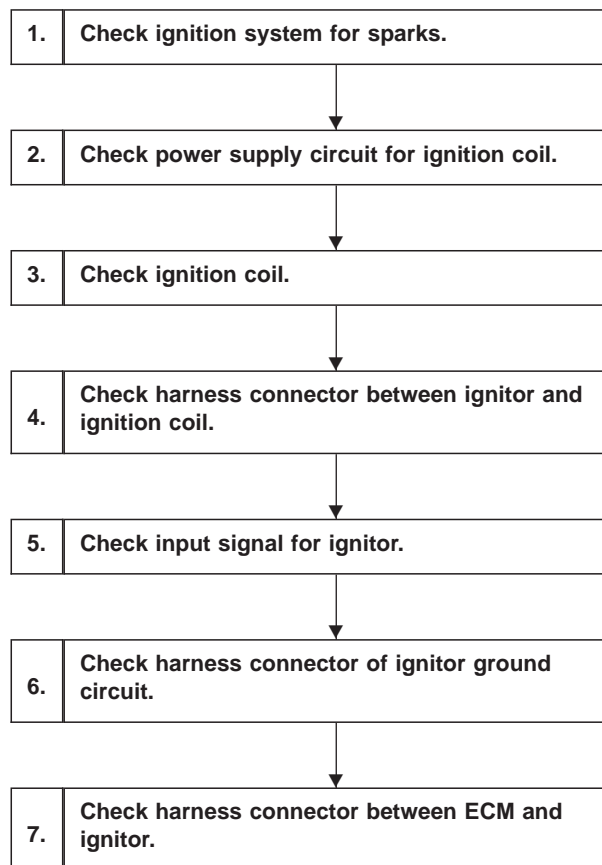 1. Check ignition system for sparks.
2. Check power supply circuit for ignition coil.
3. Check ignition coil.
4. Check harness connector between ignitor and
ignition coil.
5. Check input signal for ignitor.
6. Check harness connector of ignitor ground
circuit.
7. Check harness connector between ECM and
ignitor.